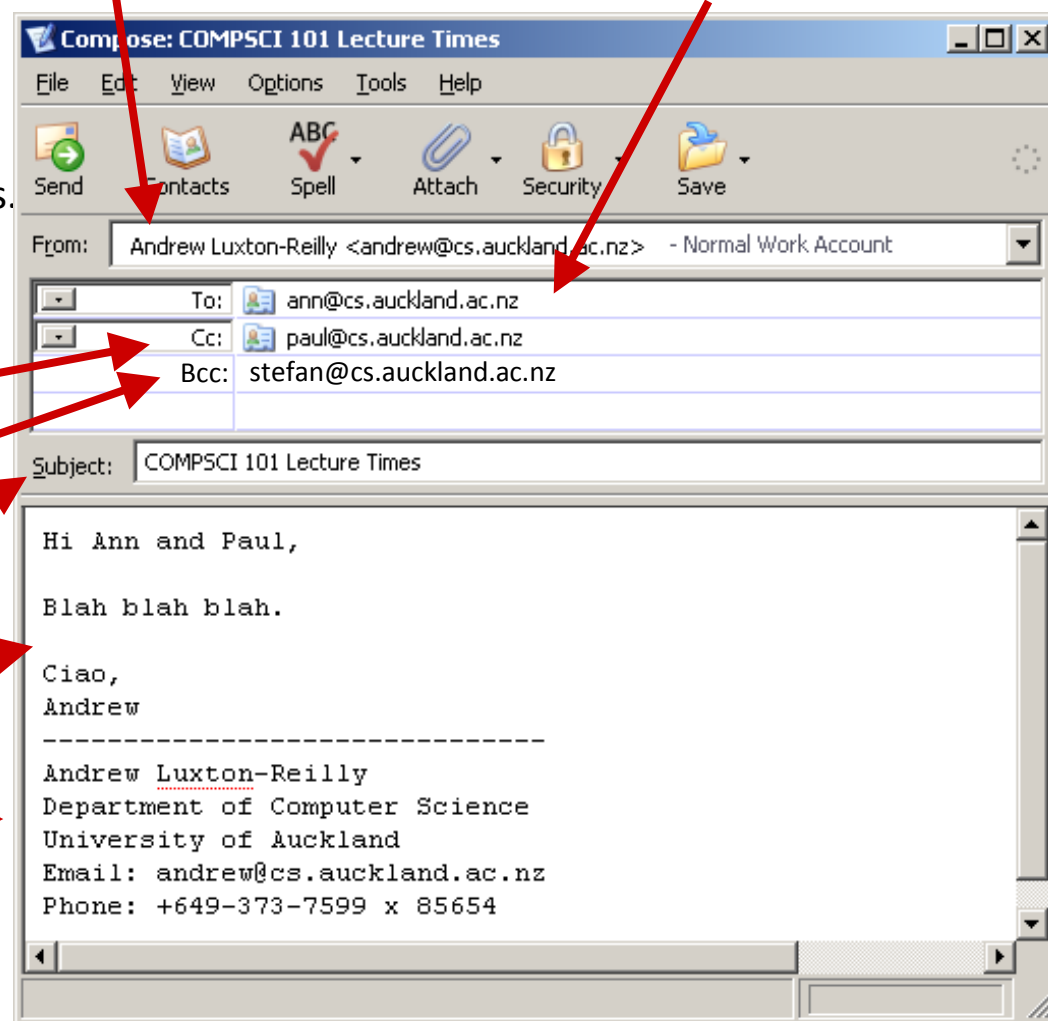 Compose: COMPSCI 101 Lecture Times
File Edit View Options Tools Help
Send Contacts Spell Attach Security Save
s.
From: Andrew Luxton-Reilly <andrew@cs.auckland.ac.nz> - Normal Work Account
To: ann@cs.auckland.ac.nz
Cc: paul@cs.auckland.ac.nz
Bcc: stefan@cs.auckland.ac.nz
Subject: COMPSCI 101 Lecture Times
Hi Ann and Paul,
Blah blah blah.
Ciao,
Andrew
-------------------------------
Andrew Luxton-Reilly
Department of Computer Science
University of Auckland
Email: andrew@cs.auckland.ac.nz
Phone: +649-373-7599 x 85654